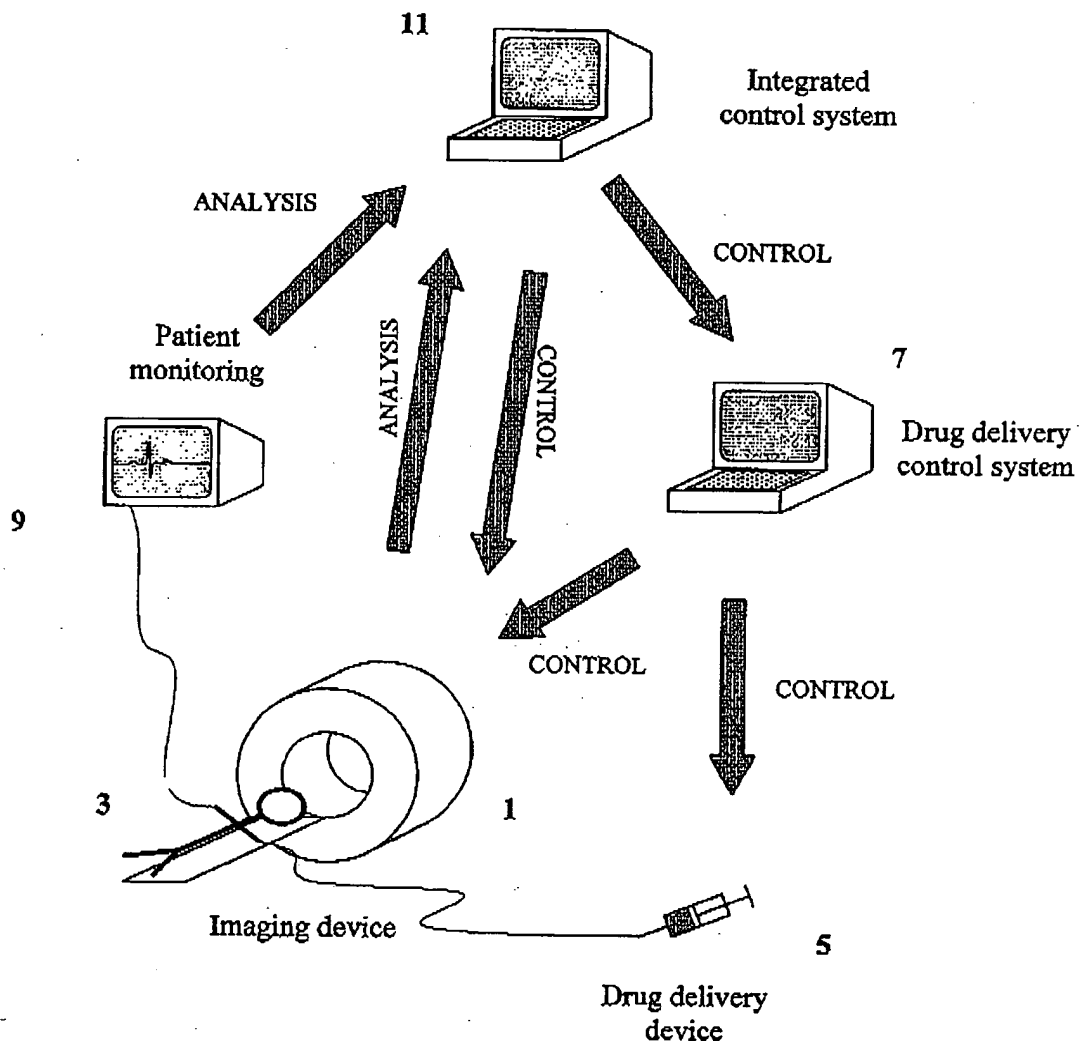 11
Integrated
control system
ANALYSIS
CONTROL
Patient
monitoring
ANALYSIS
CONTROL
7
Drug delivery
control system
9
CONTROL
CONTROL
3
1
Imaging device
5
Drug delivery
device